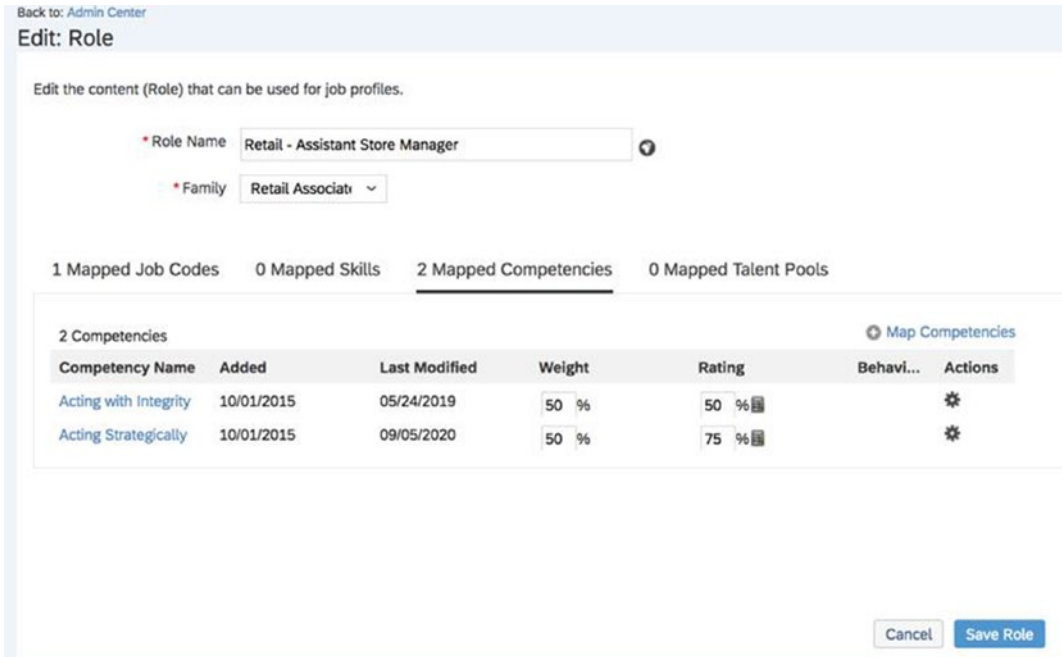 Back to: Admin Center
Edit: Role
Edit the content (Role) that can be used for job profiles.
* Role Name Retail - Assistant Store Manager
* Family Retail Associat
1 Mapped Job Codes 0 Mapped Skills 2 Mapped Competencies 0 Mapped Talent Pools
2 Competencies Map Competencies
Competency Name Added Last Modified Weight Rating Behavi... Actions
Acting with Integrity 10/01/2015 05/24/2019 50 % 50 %
Acting Strategically 10/01/2015 09/05/2020 50 % 75 %
Cancel Save Role